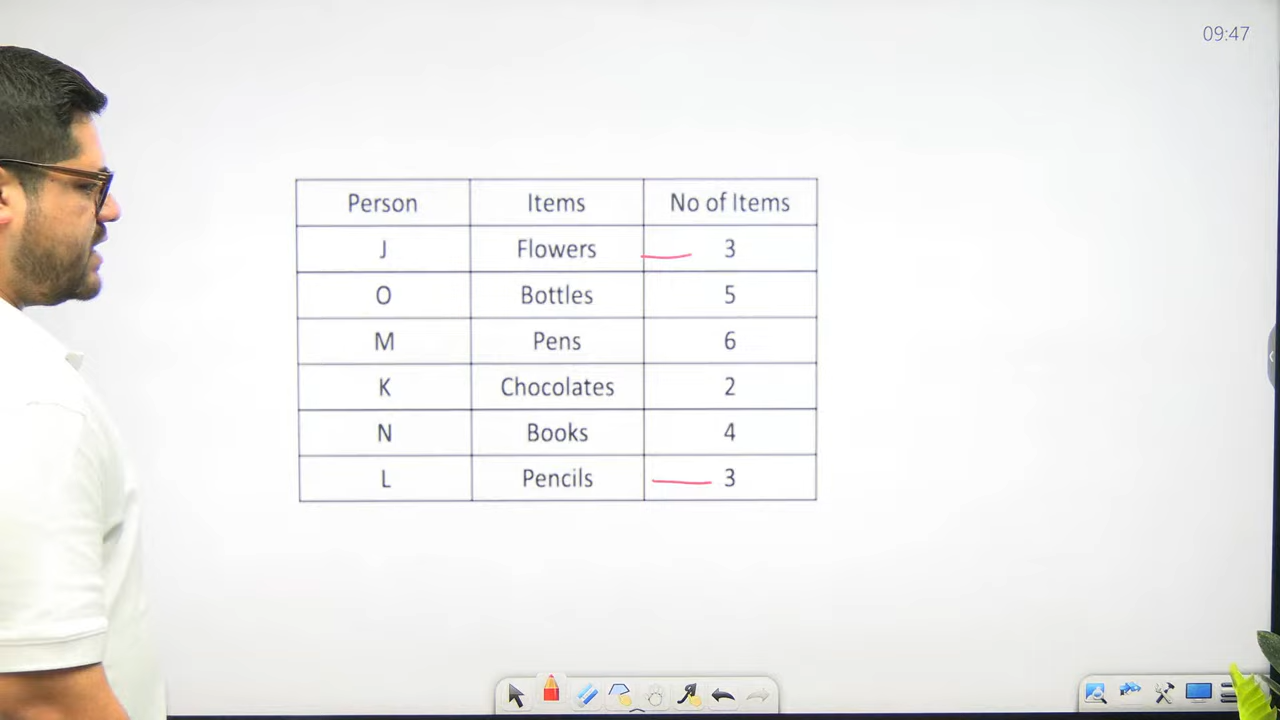 09:47
Person Items No of Items
J Flowers 3
O Bottles 5
M Pens 6
K Chocolates 2
N Books 4
L Pencils 3